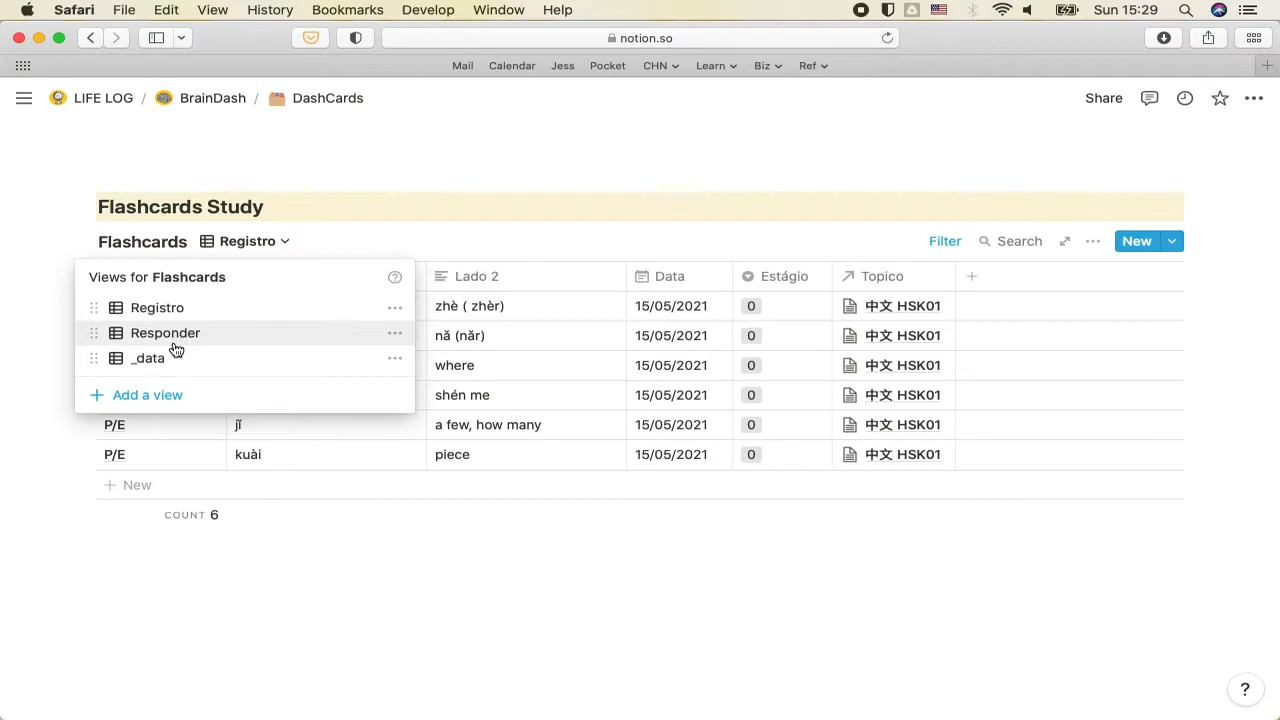 Safari File Edit View History Bookmarks Develop Window Help Sun 15:29
notion.so
Mail Calendar Jess Pocket CHN Learn Biz Ref
LIFE LOG / BrainDash / DashCards Share
Flashcards Study
Flashcards Registro Filter Search New
Views for Flashcards
Registro
Responder
_data
Add a view
Lado 2 Data Estágio Topico
zhè ( zhèr) 15/05/2021 0 中文 HSK01
nǎ (nǎr) 15/05/2021 0 中文 HSK01
where 15/05/2021 0 中文 HSK01
shén me 15/05/2021 0 中文 HSK01
P/E jǐ a few, how many 15/05/2021 0 中文 HSK01
P/E kuài piece 15/05/2021 0 中文 HSK01
+ New
COUNT 6
?